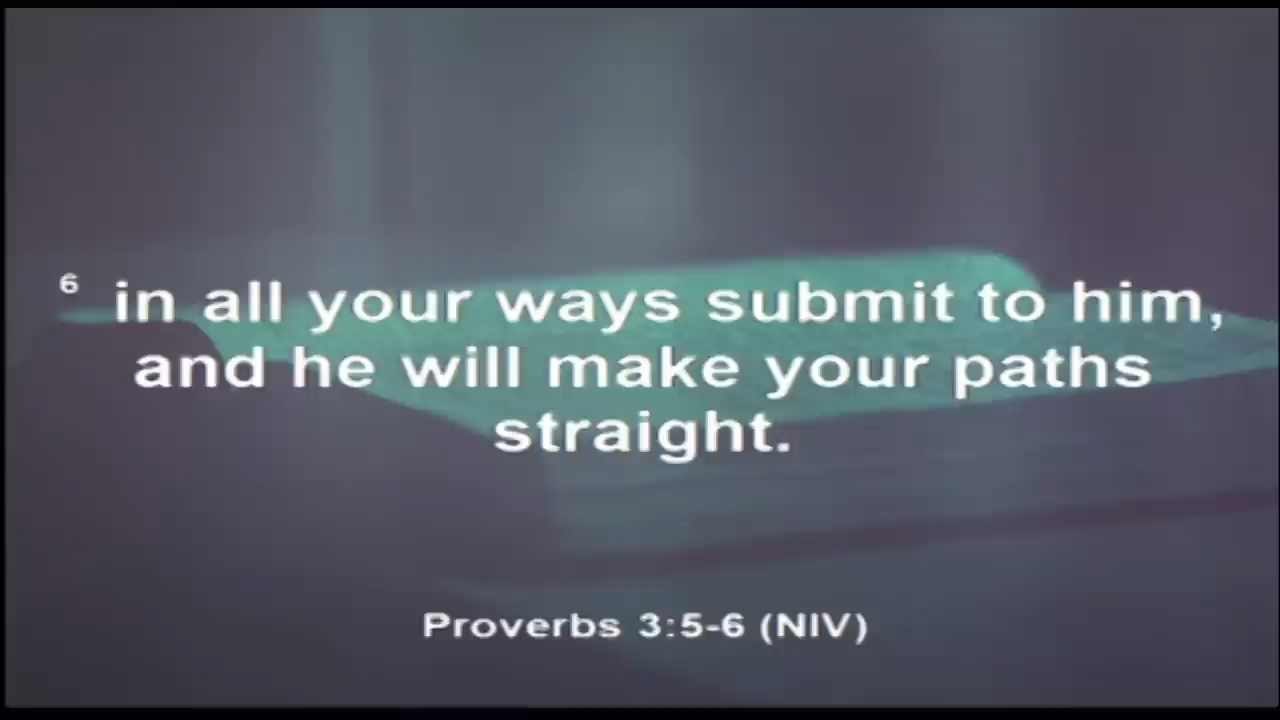 6 in all your ways submit to him,
and he will make your paths
straight.
Proverbs 3:5-6 (NIV)